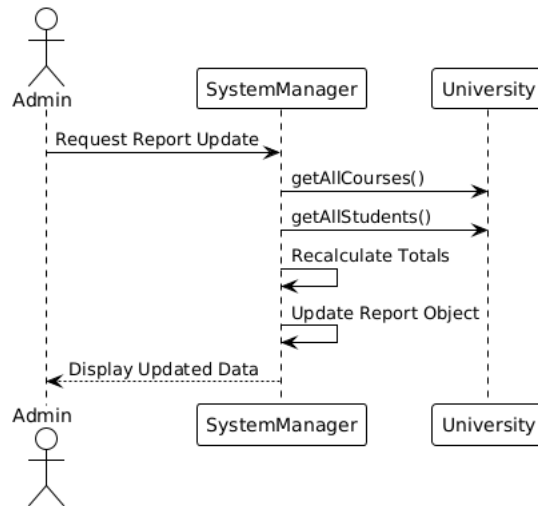 Admin
SystemManager
University
Request Report Update
getAllCourses()
getAllStudents()
Recalculate Totals
Update Report Object
Display Updated Data
Admin
SystemManager
University